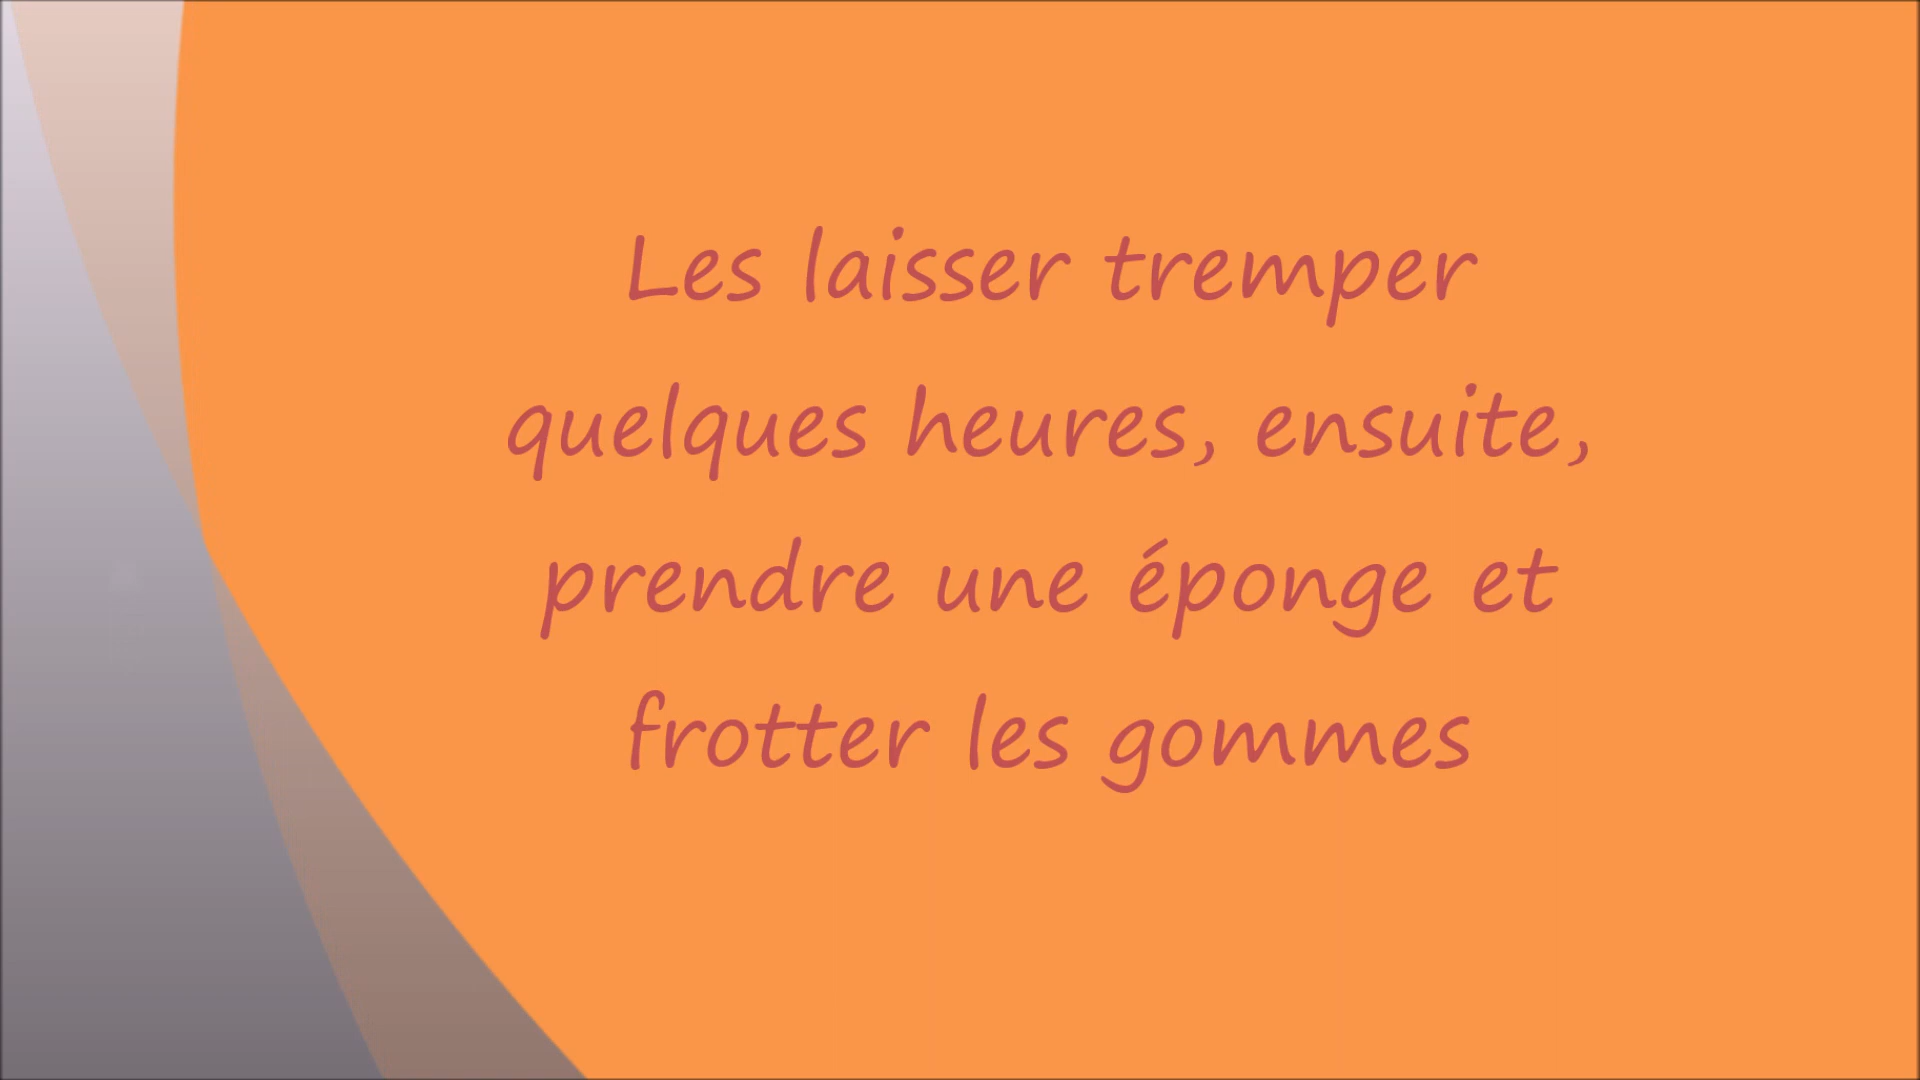 Les laisser tremper
quelques heures, ensuite,
prendre une éponge et
frotter les gommes